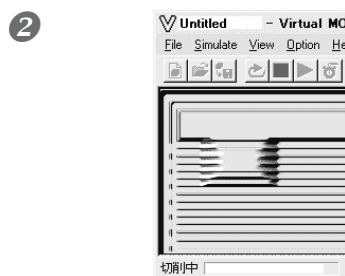 2
Untitled - Virtual MO
File Simulate View Option He
切削中